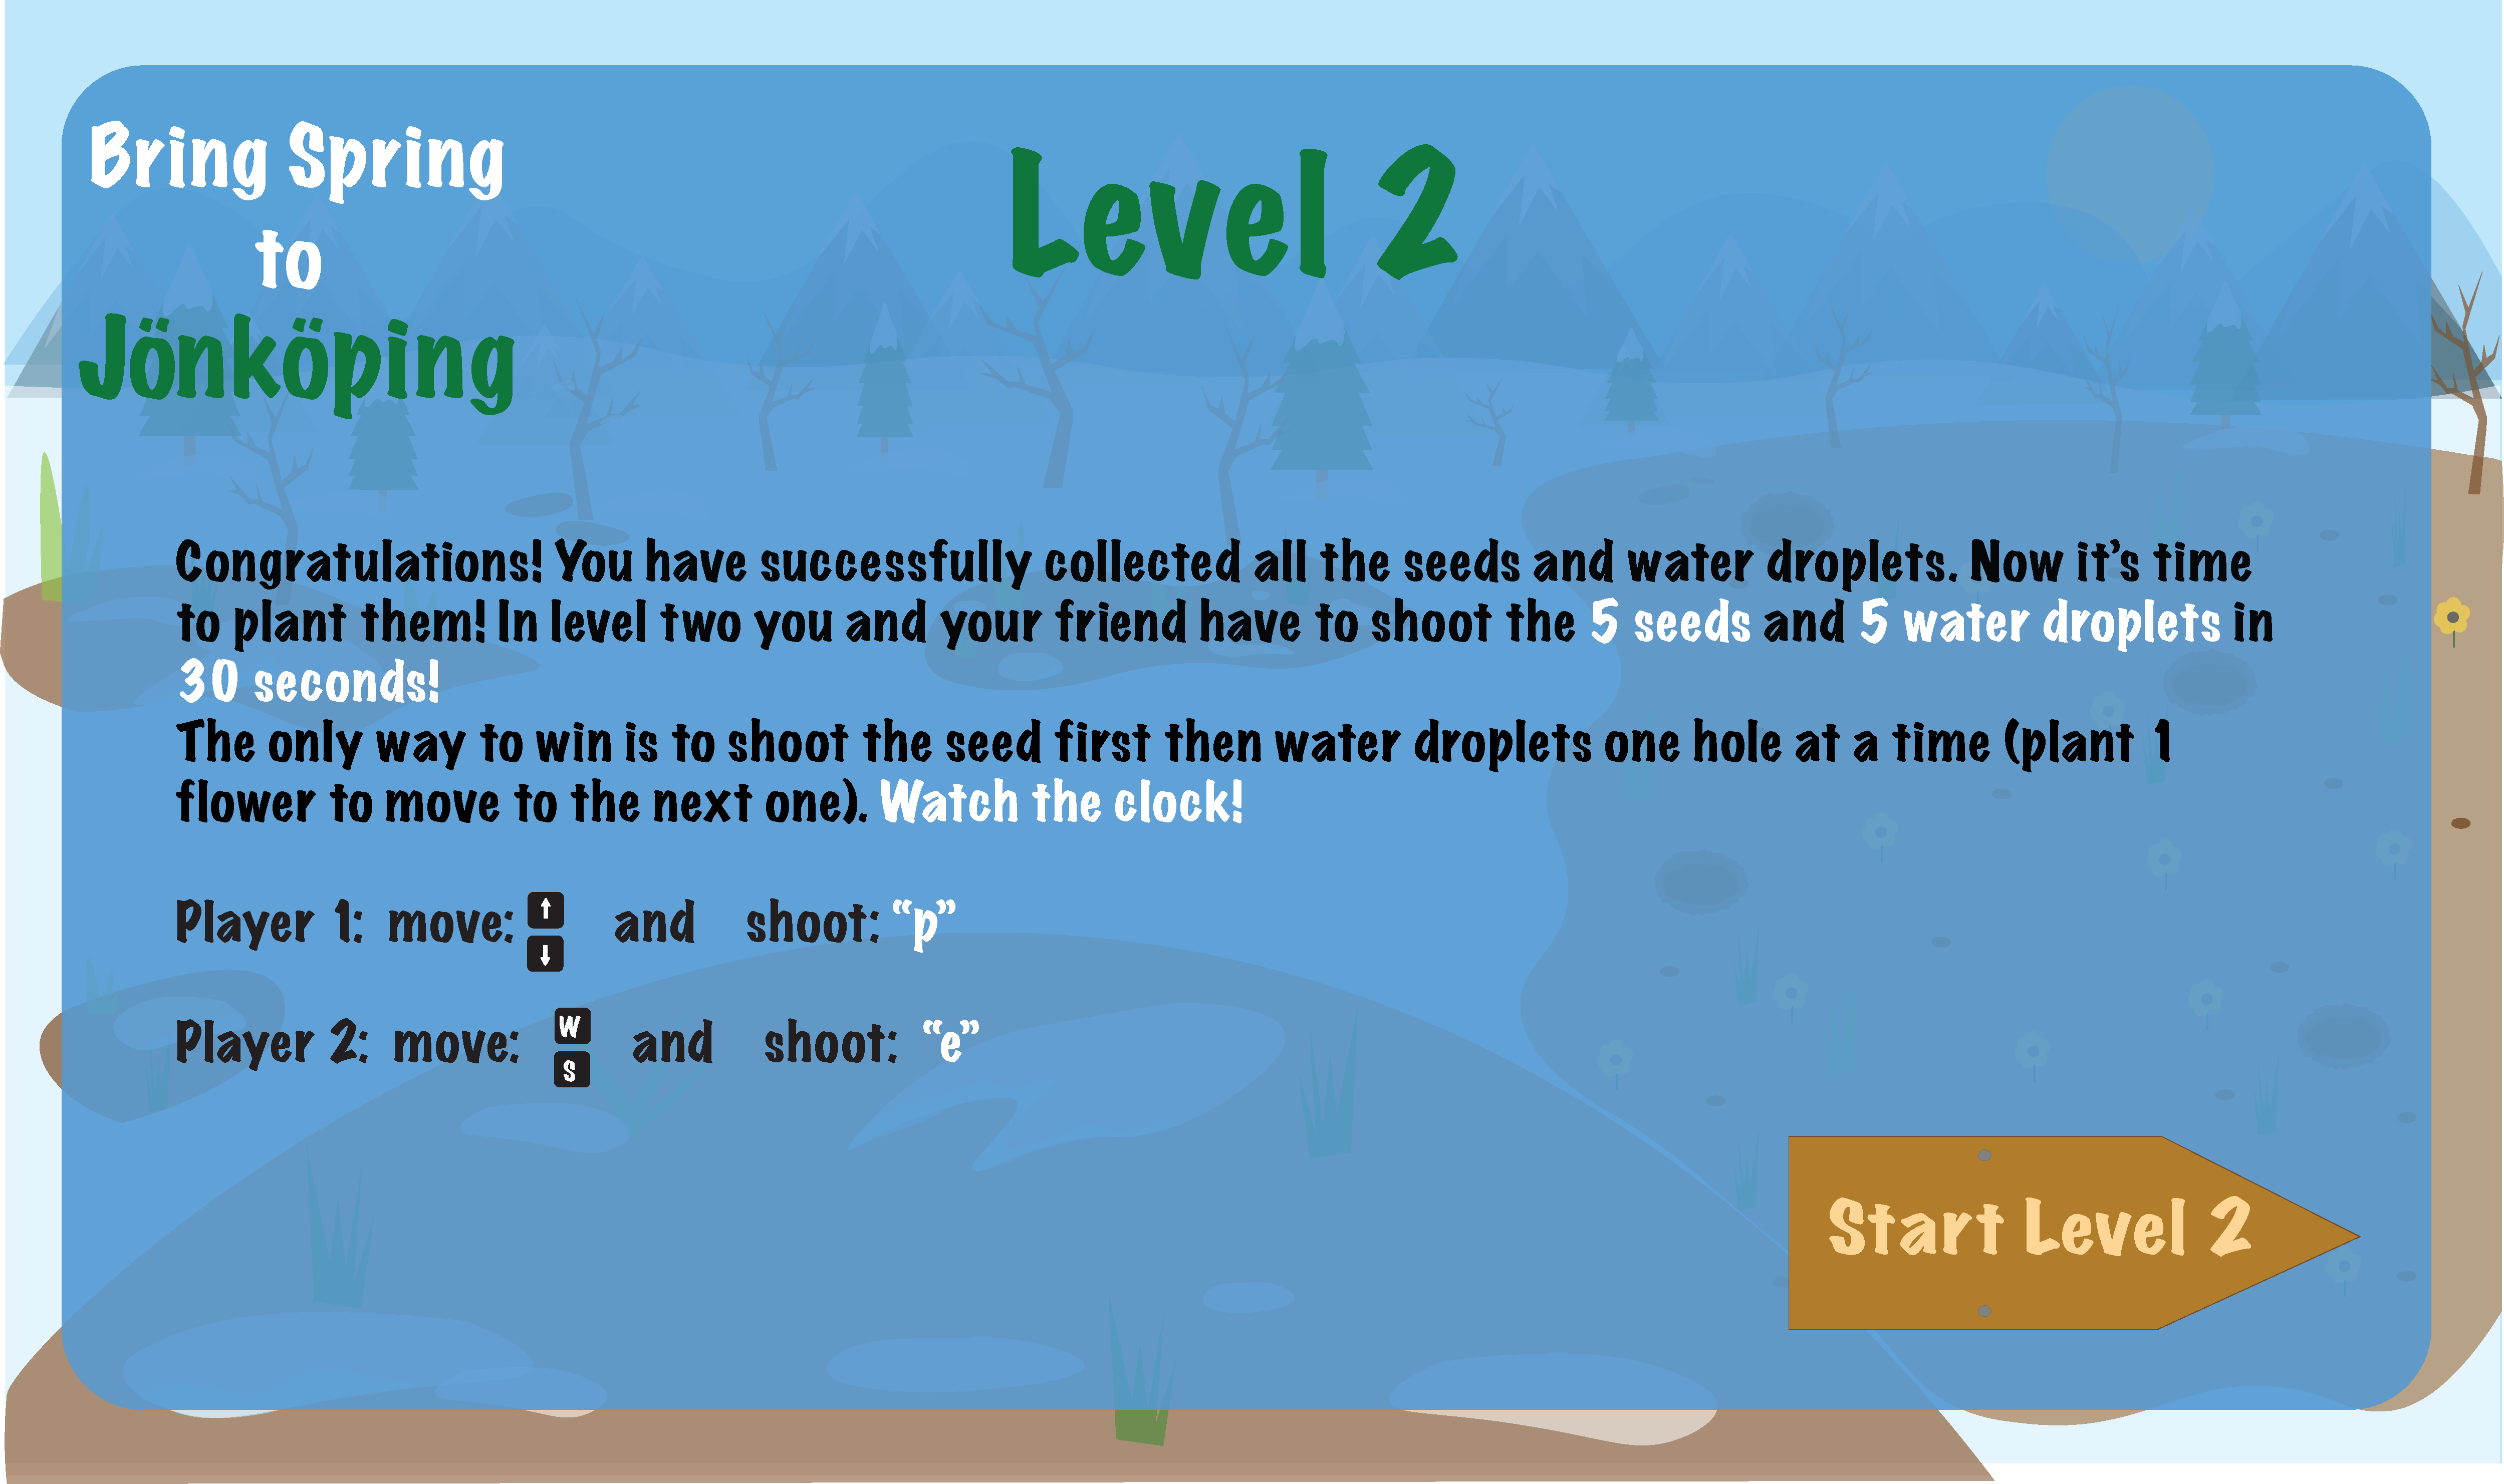 Bring Spring
to
Jönköping
Level 2
Congratulations! You have successfully collected all the seeds and water droplets. Now it's time
to plant them! In level two you and your friend have to shoot the 5 seeds and 5 water droplets in
30 seconds!
The only way to win is to shoot the seed first then water droplets one hole at a time (plant 1
flower to move to the next one). Watch the clock!
Player 1: move: ↑ ↓ and shoot: “p”
Player 2: move: W S and shoot: “e”
Start Level 2